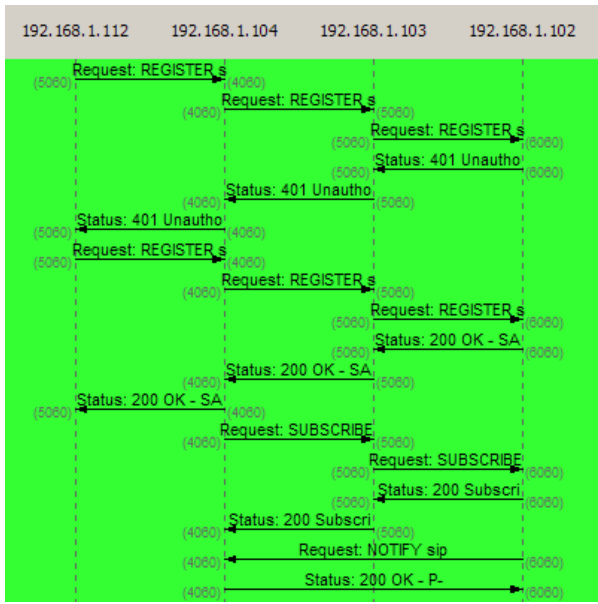 192.168.1.112 192.168.1.104 192.168.1.103 192.168.1.102
Request: REGISTER s
(5060) (4060)
Request: REGISTER s
(4060) (5060)
Request: REGISTER s
(5060) (6060)
Status: 401 Unautho
(5060) (6060)
Status: 401 Unautho
(4060) (5060)
Status: 401 Unautho
(5060) (4060)
Request: REGISTER s
(5060) (4060)
Request: REGISTER s
(4060) (5060)
Request: REGISTER s
(5060) (6060)
Status: 200 OK - SA
(5060) (6060)
Status: 200 OK - SA
(4060) (5060)
Status: 200 OK - SA
(5060) (4060)
Request: SUBSCRIBE
(4060) (5060)
Request: SUBSCRIBE
(5060) (6060)
Status: 200 Subscri
(5060) (6060)
Status: 200 Subscri
(4060) (5060)
Request: NOTIFY sip
(4060) (6060)
Status: 200 OK - P-
(4060) (6060)